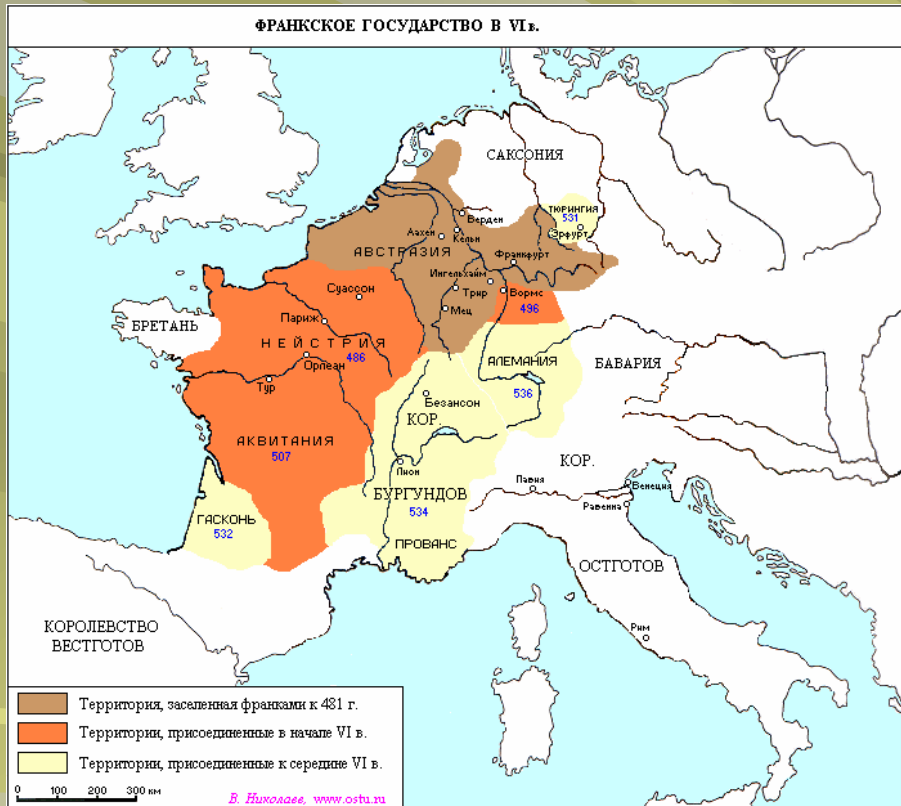 ФРАНКСКОЕ ГОСУДАРСТВО В VI в.
САКСОНИЯ
ТЮРИНГИЯ
531
Эрфурт
Верден
Аахен
Кельн
АВСТРАЗИЯ
Франкфурт
Ингельхайм
Суассон
Трир
Вормс
Мец
496
Париж
БРЕТАНЬ
НЕЙСТРИЯ
486
Орлеан
АЛЕМАНИЯ
БАВАРИЯ
Тур
536
Безансон
КОР.
АКВИТАНИЯ
507
Лион
КОР.
Павия
Венеция
БУРГУНДОВ
Равенна
534
ГАСКОНЬ
532
ПРОВАНС
ОСТГОТОВ
КОРОЛЕВСТВО
ВЕСТГОТОВ
Рим
Территория, заселенная франками к 481 г.
Территории, присоединенные в начале VI в.
Территории, присоединенные к середине VI в.
0 100 200 300 км
В. Николаев, www.ostu.ru